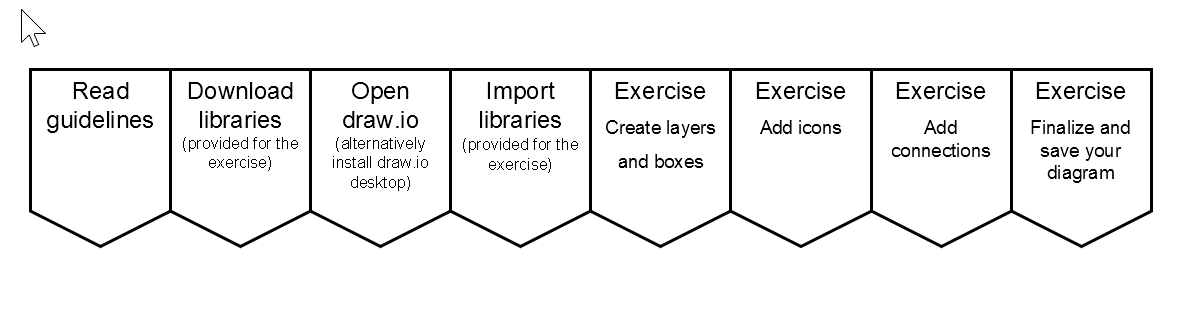 Read
guidelines
Download
libraries
(provided for the
exercise)
Open
draw.io
(alternatively
install draw.io
desktop)
Import
libraries
(provided for the
exercise)
Exercise
Create layers
and boxes
Exercise
Add icons
Exercise
Add
connections
Exercise
Finalize and
save your
diagram